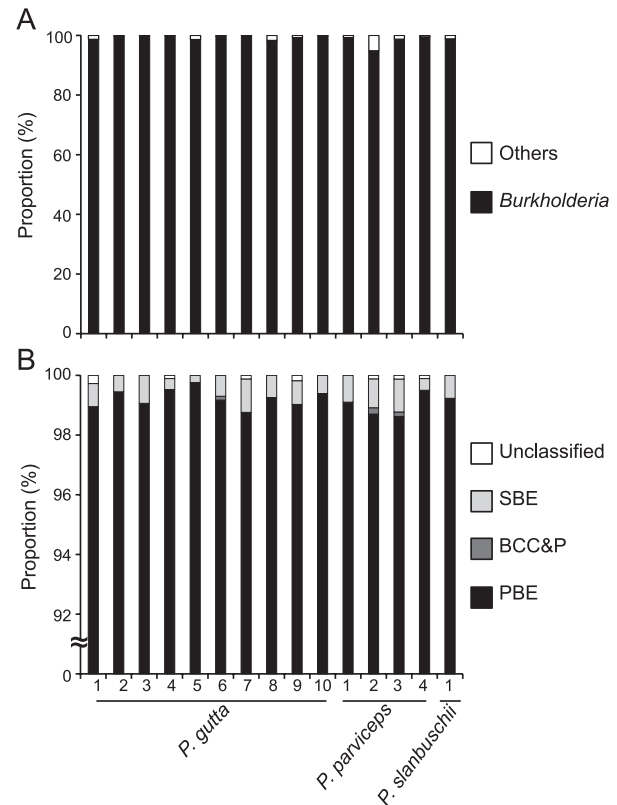 A
Proportion (%)
100
80
60
40
20
0
Others
Burkholderia
B
Proportion (%)
100
98
96
94
92
0
Unclassified
SBE
BCC&P
PBE
1 2 3 4 5 6 7 8 9 10 1 2 3 4 1
P. gutta
P. parviceps
P. slanbuschii